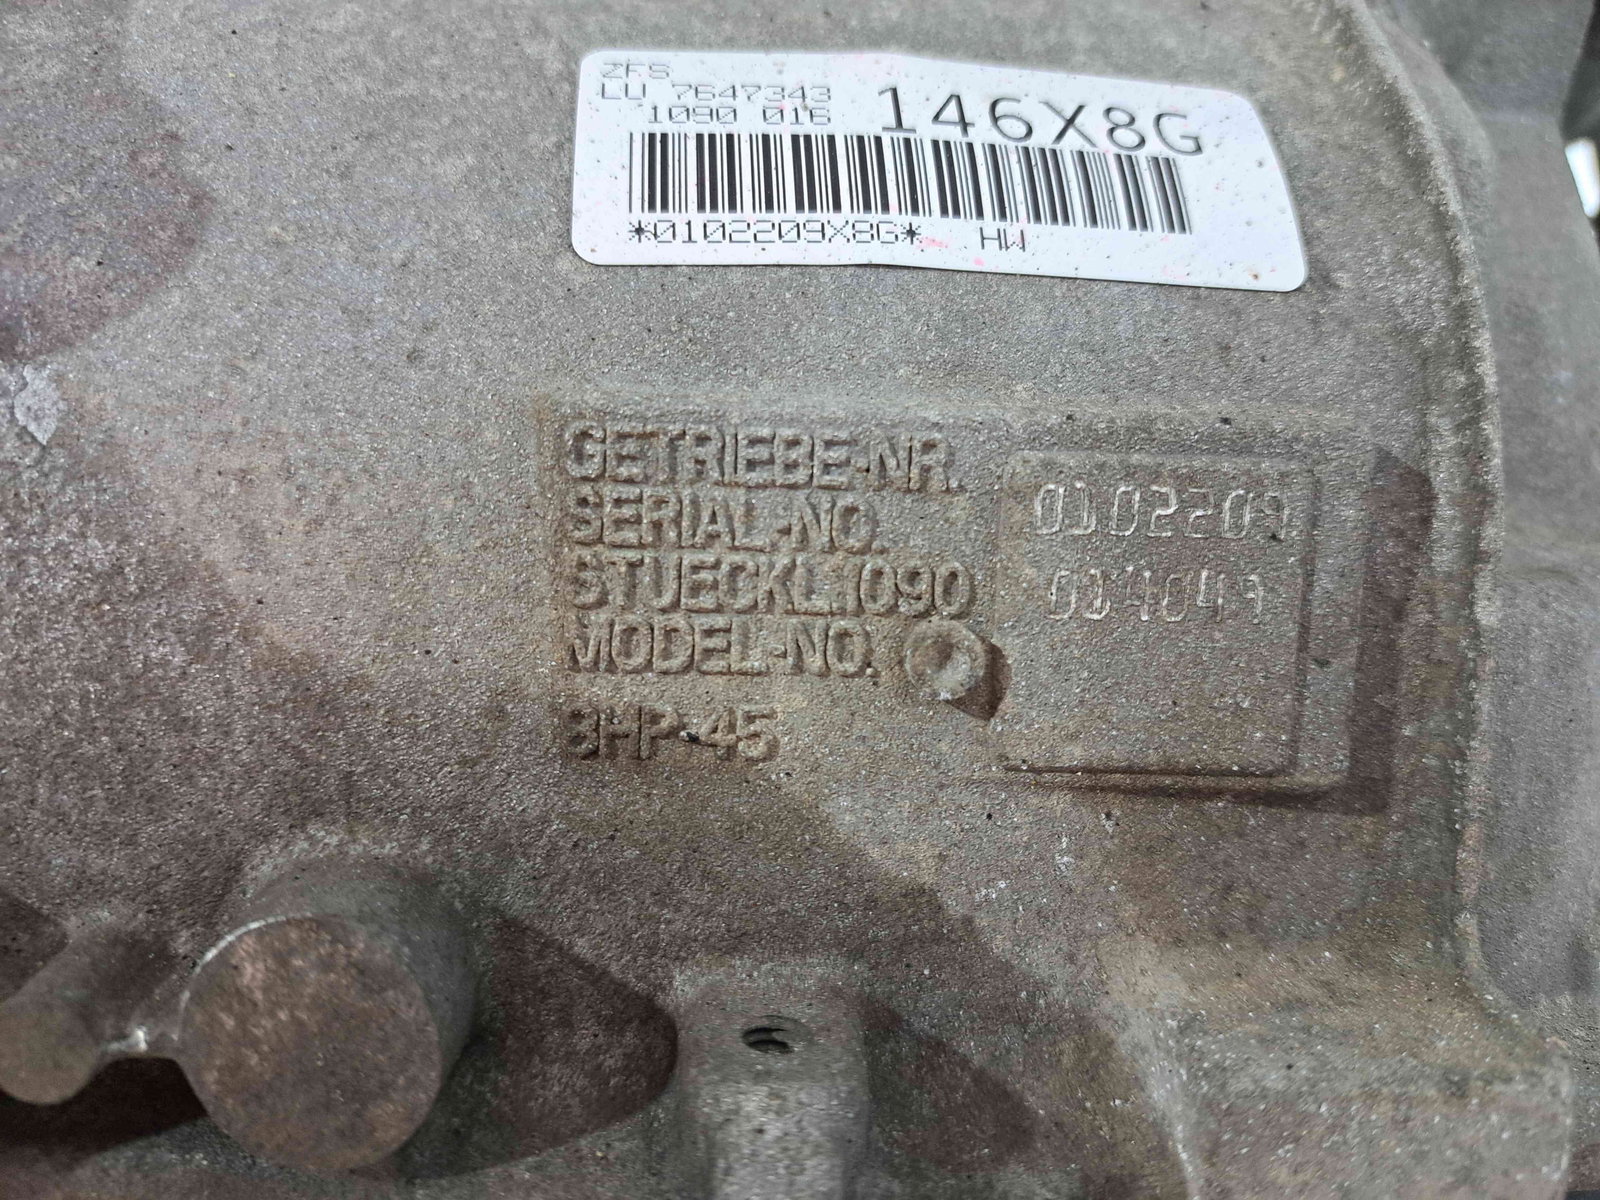 ZFS
LU 7647343
1090 016
146X8G
*0102209X8G* HW
GETRIEBE-NR.
SERIAL-NO.
0102209
STUECKL.1090
014049
MODEL-NO.
8HP-45